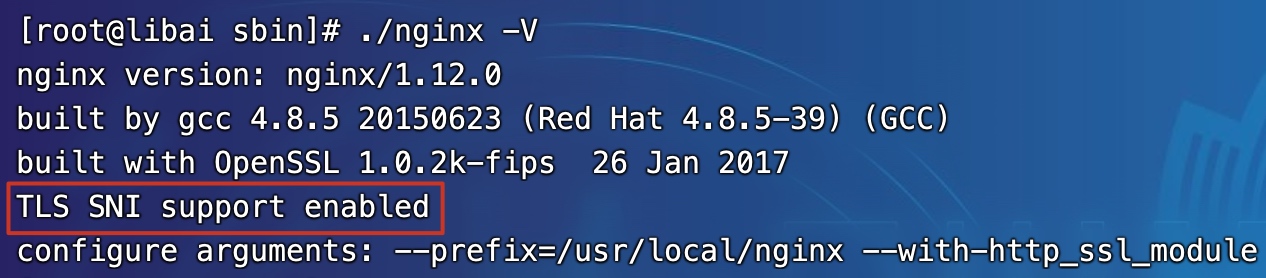 [root@libai sbin]# ./nginx -V
nginx version: nginx/1.12.0
built by gcc 4.8.5 20150623 (Red Hat 4.8.5-39) (GCC)
built with OpenSSL 1.0.2k-fips  26 Jan 2017
TLS SNI support enabled
configure arguments: --prefix=/usr/local/nginx --with-http_ssl_module